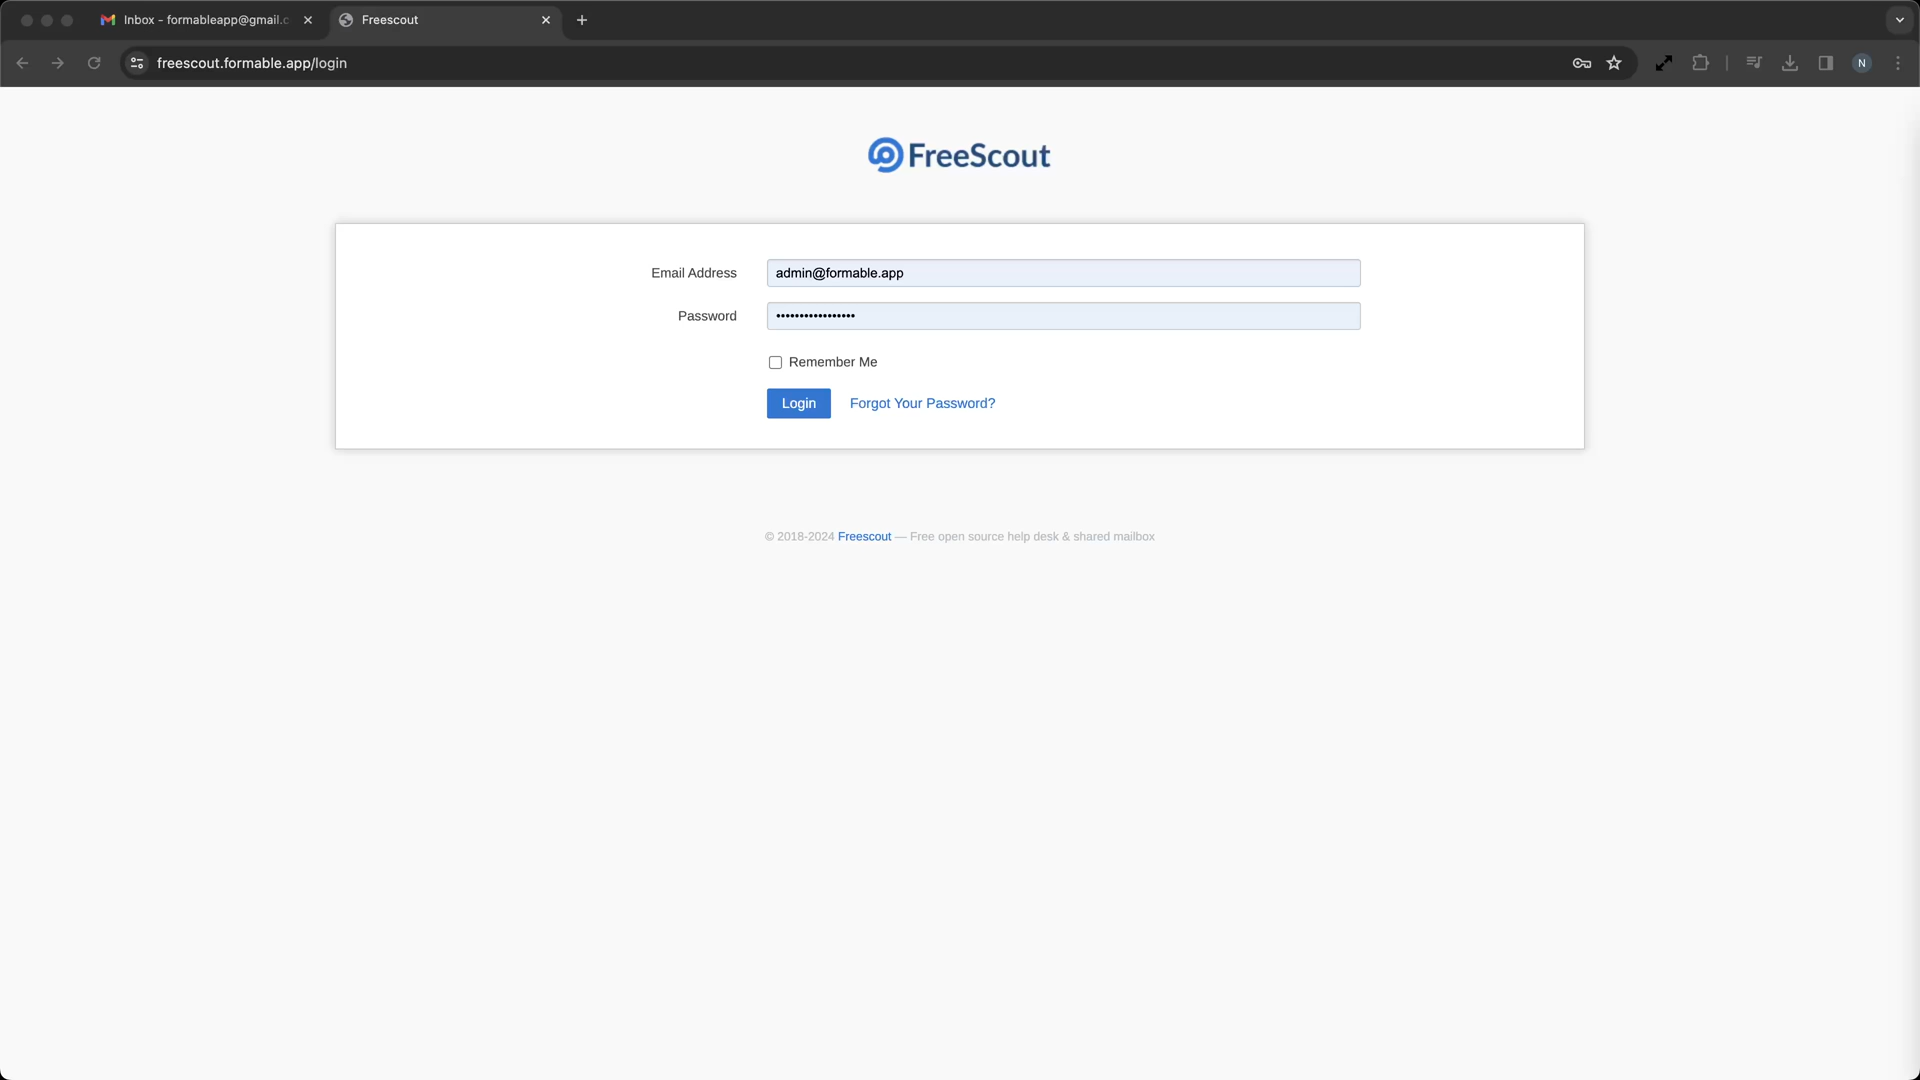 Inbox - formableapp@gmail.c
Freescout
freescout.formable.app/login
N
FreeScout
Email Address
admin@formable.app
Password
••••••••••••••••••
Remember Me
Login
Forgot Your Password?
© 2018-2024 Freescout — Free open source help desk & shared mailbox